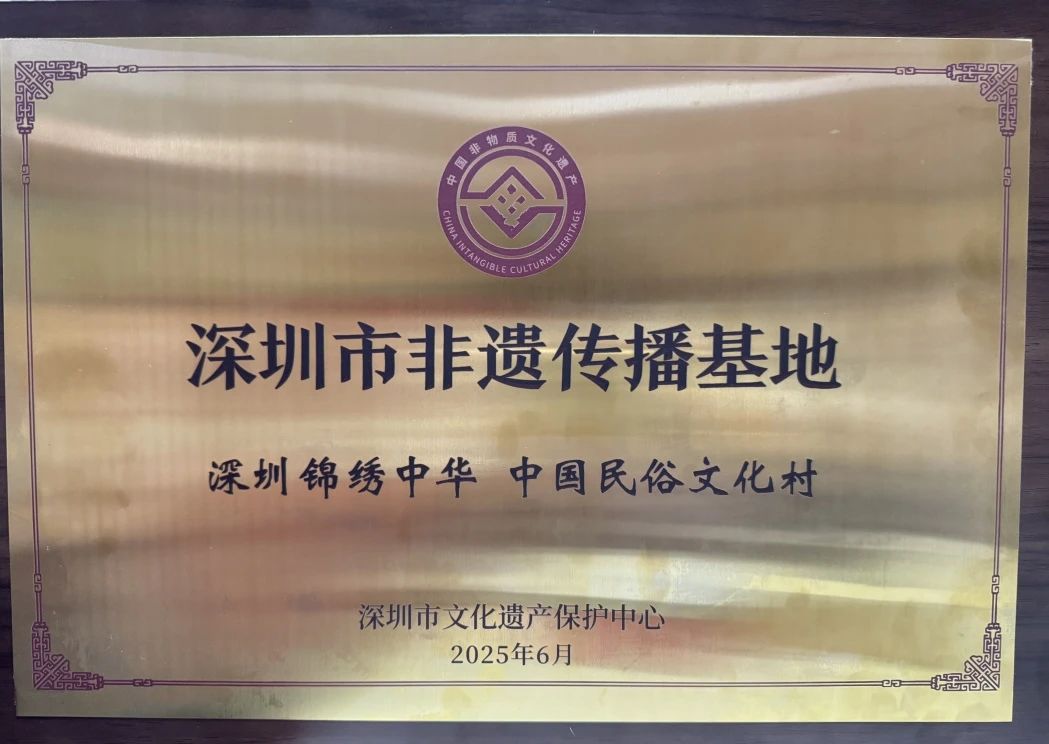 中国非物质文化遗产
CHINA INTANGIBLE CULTURAL HERITAGE
深圳市非遗传播基地
深圳锦绣中华 中国民俗文化村
深圳市文化遗产保护中心
2025年6月